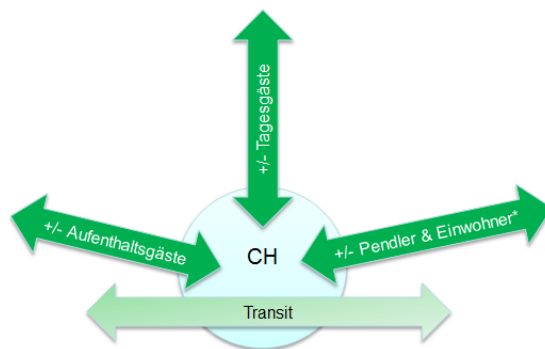 +/- Tagesgäste
+/- Aufenthaltsgäste
+/- Pendler & Einwohner*
CH
Transit